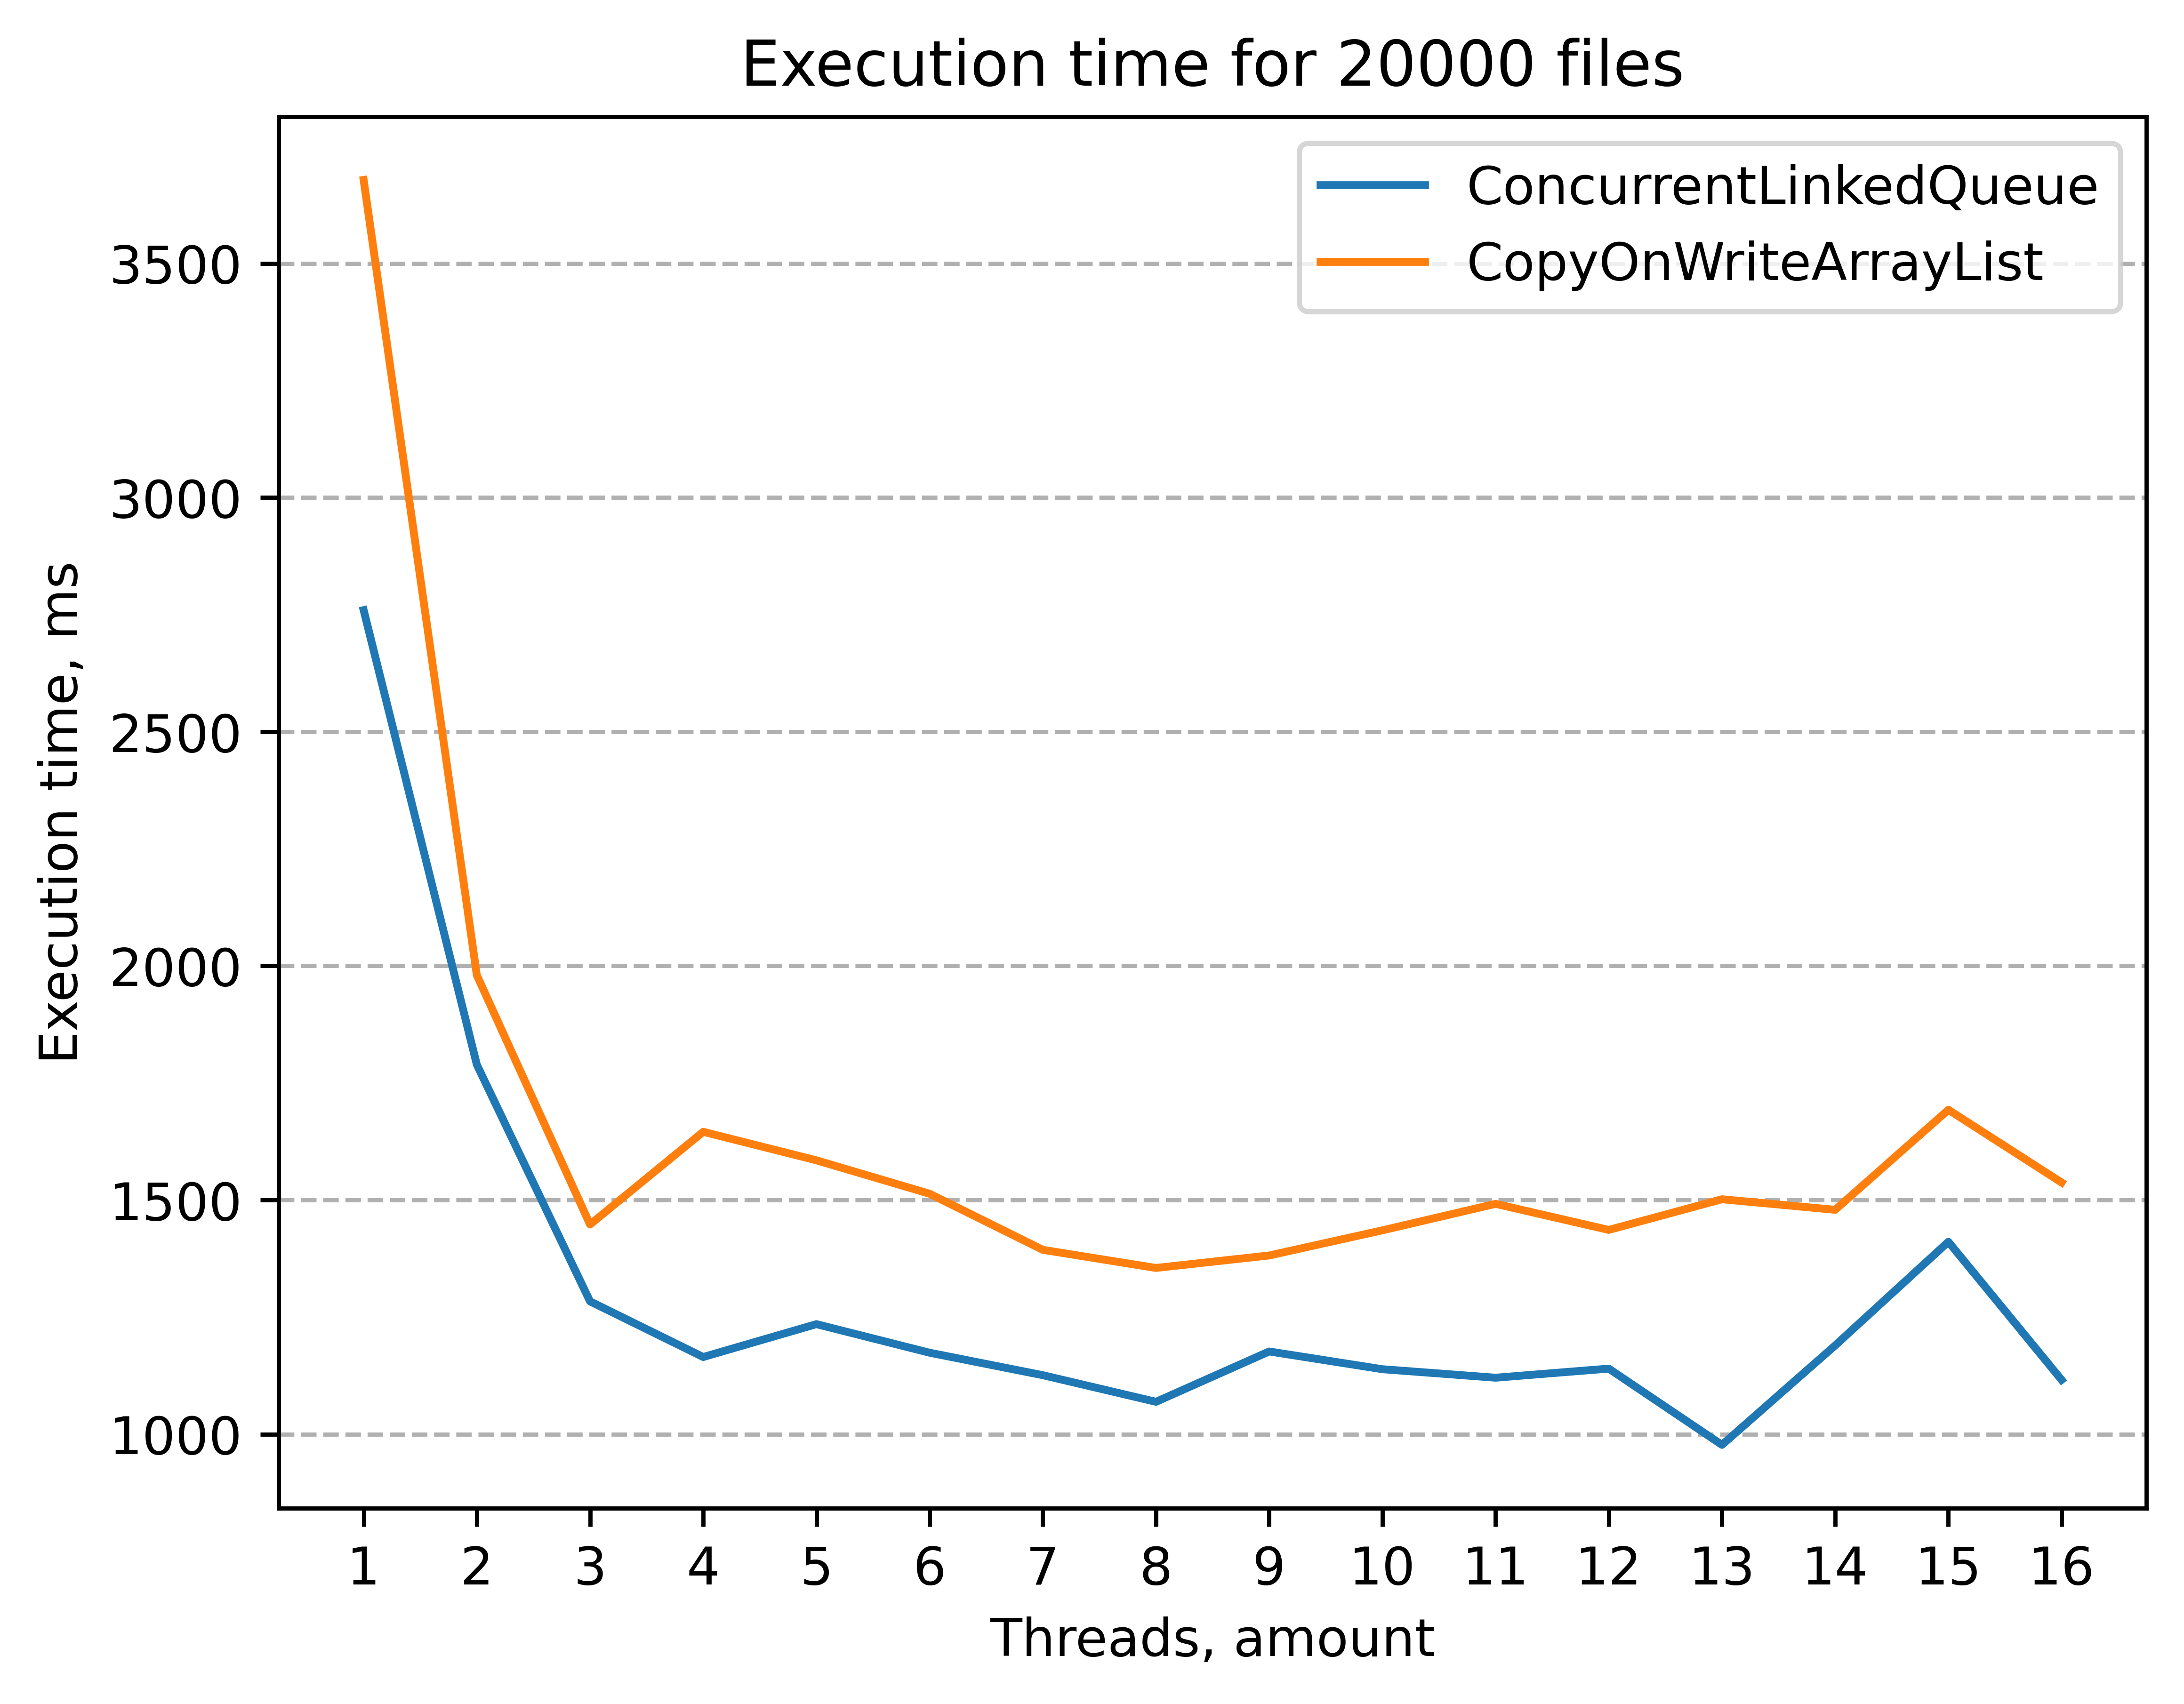 Execution time for 20000 files
ConcurrentLinkedQueue
CopyOnWriteArrayList
Execution time, ms
3500
3000
2500
2000
1500
1000
1 2 3 4 5 6 7 8 9 10 11 12 13 14 15 16
Threads, amount